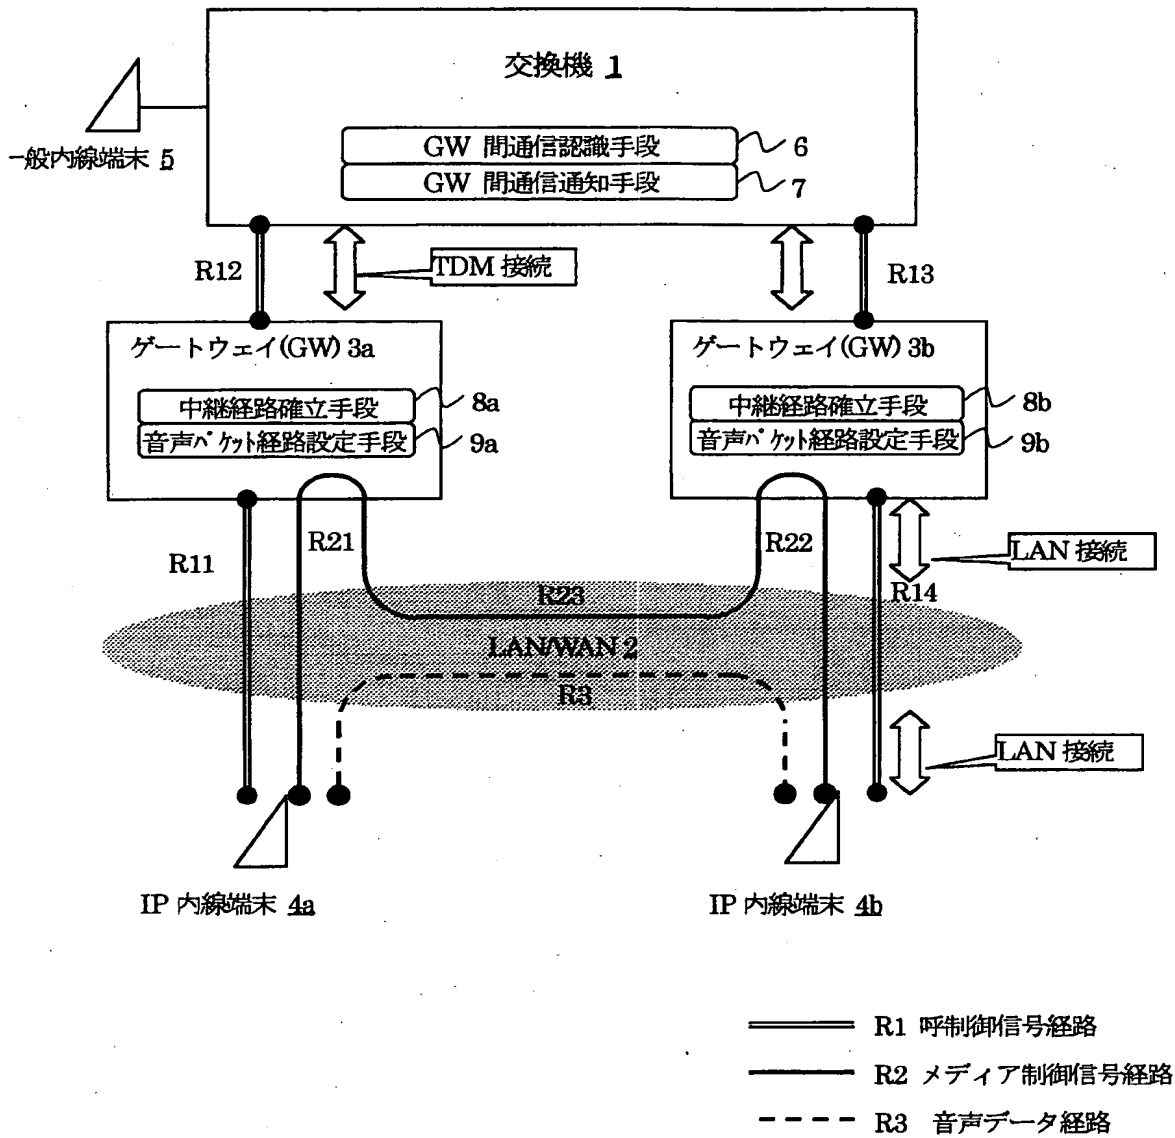 交換機 1
一般内線端末 5
GW 間通信認識手段
6
GW 間通信通知手段
7
R12
TDM 接続
R13
ゲートウェイ(GW) 3a
ゲートウェイ(GW) 3b
中継経路確立手段
8a
中継経路確立手段
8b
音声パケット経路設定手段
9a
音声パケット経路設定手段
9b
R11
R21
R22
LAN 接続
R14
R23
LAN/WAN 2
R3
LAN 接続
IP 内線端末 4a
IP 内線端末 4b
R1 呼制御信号経路
R2 メディア制御信号経路
R3 音声データ経路